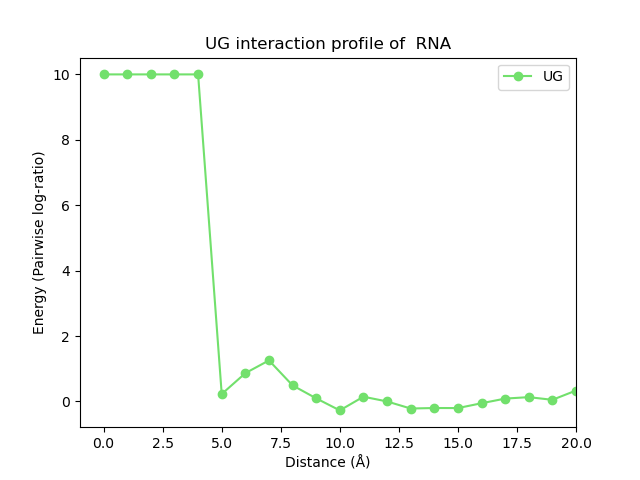 UG interaction profile of  RNA
UG
Energy (Pairwise log-ratio)
10
8
6
4
2
0
0.0 2.5 5.0 7.5 10.0 12.5 15.0 17.5 20.0
Distance (Å)